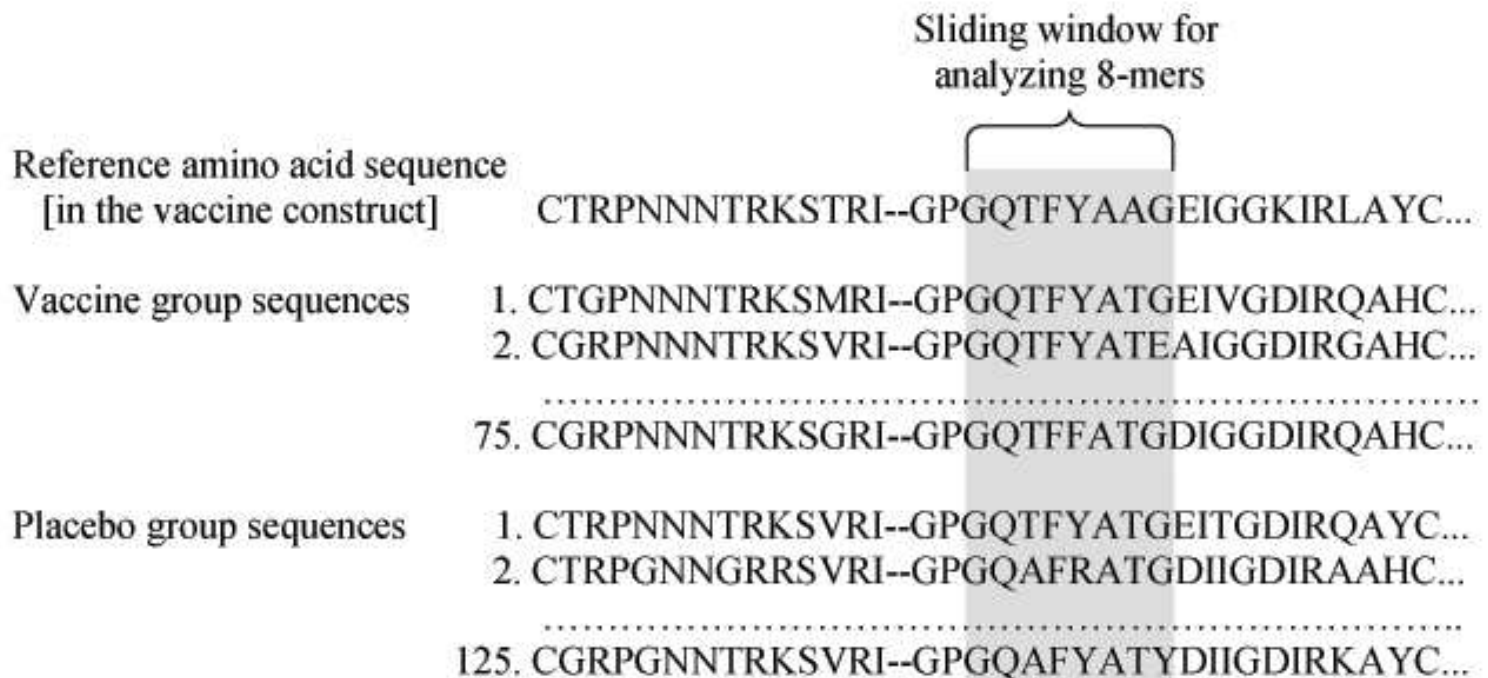 Sliding window for
analyzing 8-mers
Reference amino acid sequence
[in the vaccine construct] CTRPNNNTRKSTRI--GPGQTFYAAGEIGGKIRLAYC...
Vaccine group sequences 1. CTGPNNNTRKSMRI--GPGQTFYATGEIVGDIRQAHC...
2. CGRPNNNTRKSVRI--GPGQTFYATEAIGGDIRGAHC...
75. CGRPNNNTRKSGRI--GPGQTFFATGDIGGDIRQAHC...
Placebo group sequences 1. CTRPNNNTRKSVRI--GPGQTFYATGEITGDIRQAYC...
2. CTRPGNNGRRSVRI--GPGQAFRATGDIIGDIRAAHC...
125. CGRPGNNTRKSVRI--GPGQAFYATYDIIGDIRKAYC...